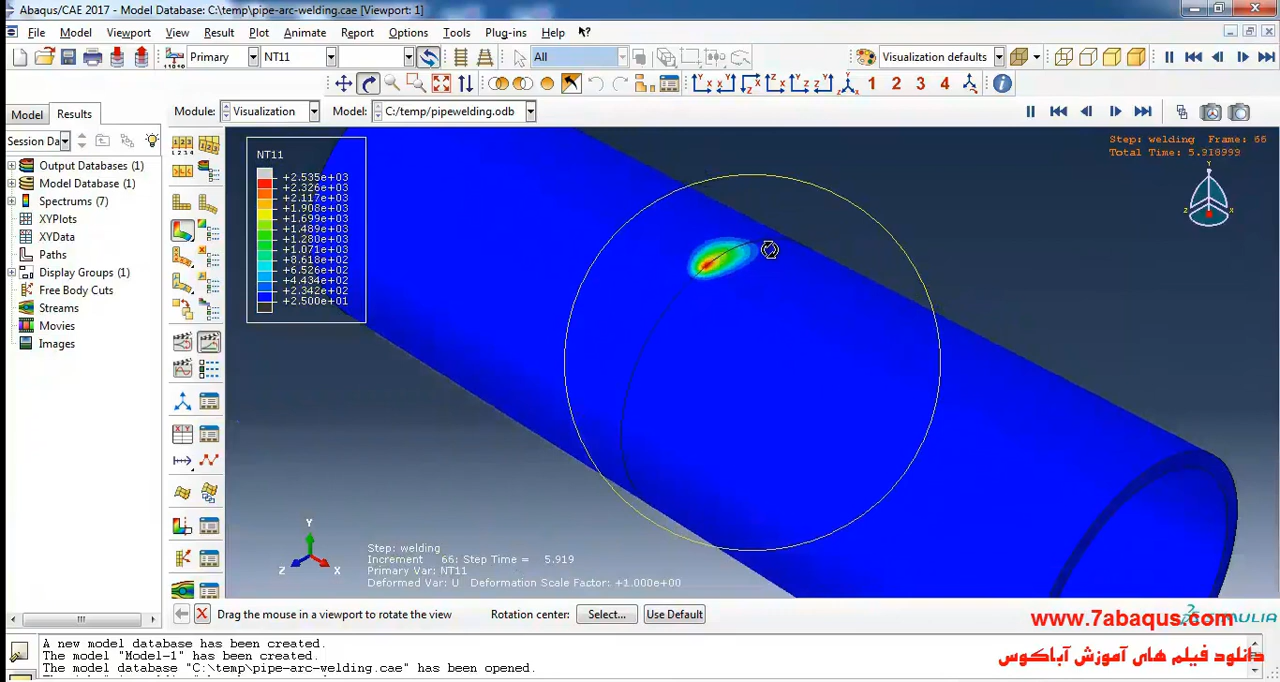 Abaqus/CAE 2017 - Model Database: C:\temp\pipe-arc-welding.cae [Viewport: 1]
File Model Viewport View Result Plot Animate Report Options Tools Plug-ins Help
Primary NT11 All Visualization defaults
1 2 3 4
Model Results Module: Visualization Model: C:/temp/pipewelding.odb
Session Da
Output Databases (1)
Model Database (1)
Spectrums (7)
XYPlots
XYData
Paths
Display Groups (1)
Free Body Cuts
Streams
Movies
Images
NT11
+2.535e+03
+2.326e+03
+2.117e+03
+1.908e+03
+1.699e+03
+1.489e+03
+1.280e+03
+1.071e+03
+8.618e+02
+6.526e+02
+4.434e+02
+2.342e+02
+2.500e+01
Step: welding Frame: 66
Total Time: 5.918999
Y
Z X
Y
Z X
Step: welding
Increment 66: Step Time = 5.919
Primary Var: NT11
Deformed Var: U Deformation Scale Factor: +1.000e+00
Drag the mouse in a viewport to rotate the view Rotation center: Select... Use Default
www.7abaqus.com
دانلود فیلم های آموزش آباکوس
A new model database has been created.
The model "Model-1" has been created.
The model database "C:\temp\pipe-arc-welding.cae" has been opened.